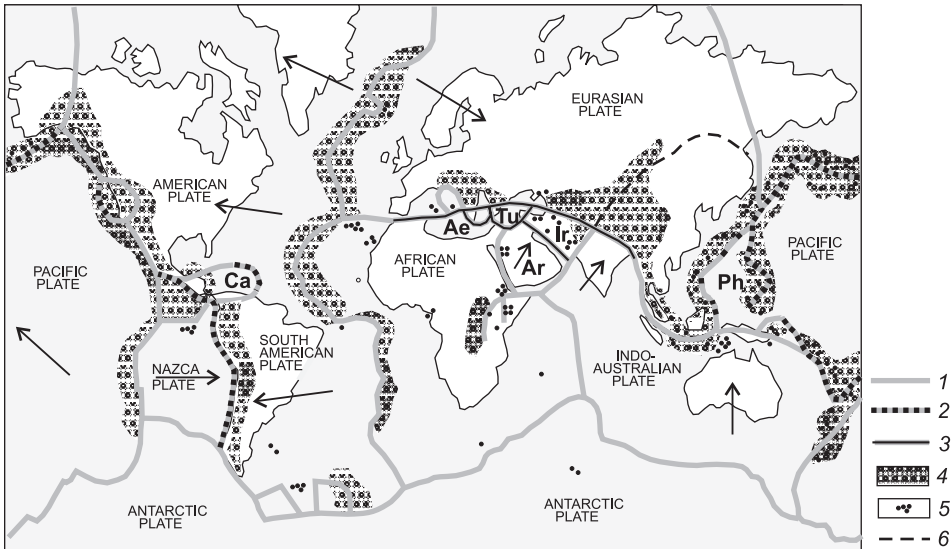 EURASIAN
PLATE
AMERICAN
PLATE
Ae
Tu
Ir
AFRICAN
PLATE
Ar
PACIFIC
PLATE
PACIFIC
PLATE
Ca
Ph
SOUTH
AMERICAN
PLATE
NAZCA
PLATE
INDO-
AUSTRALIAN
PLATE
ANTARCTIC
PLATE
ANTARCTIC
PLATE
1
2
3
4
5
6